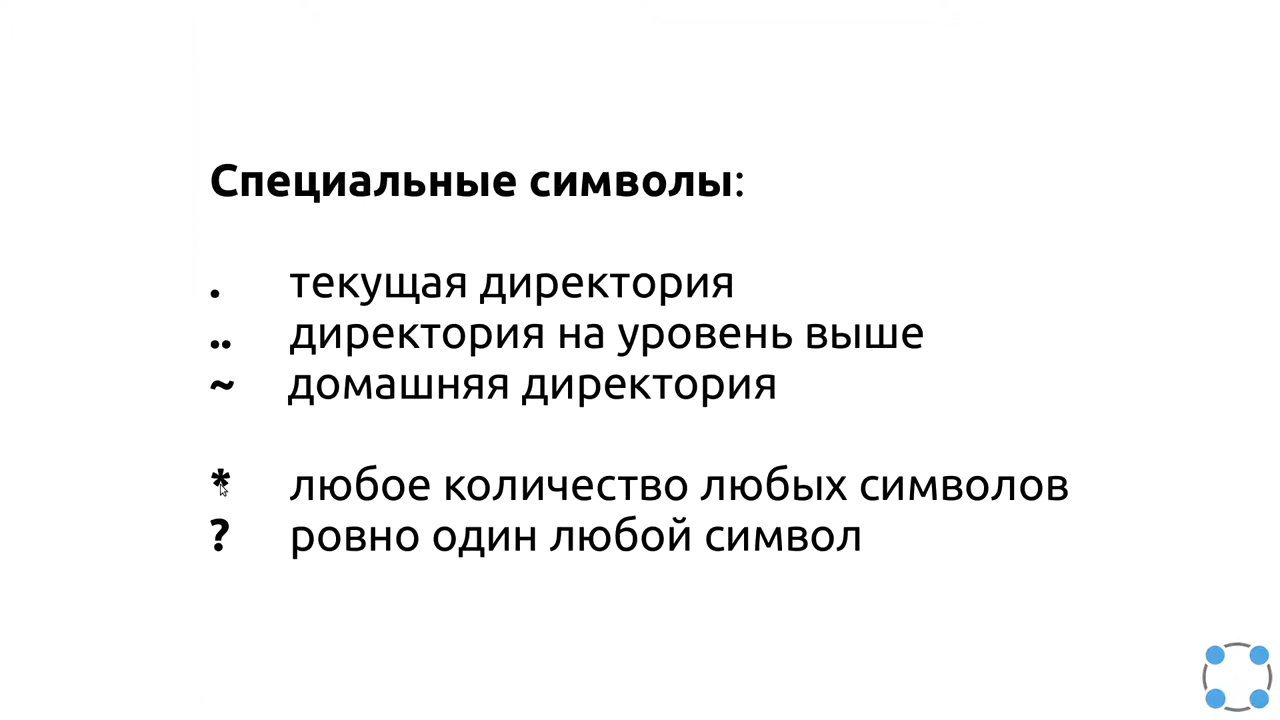 Специальные символы:
. текущая директория
.. директория на уровень выше
~ домашняя директория
* любое количество любых символов
? ровно один любой символ